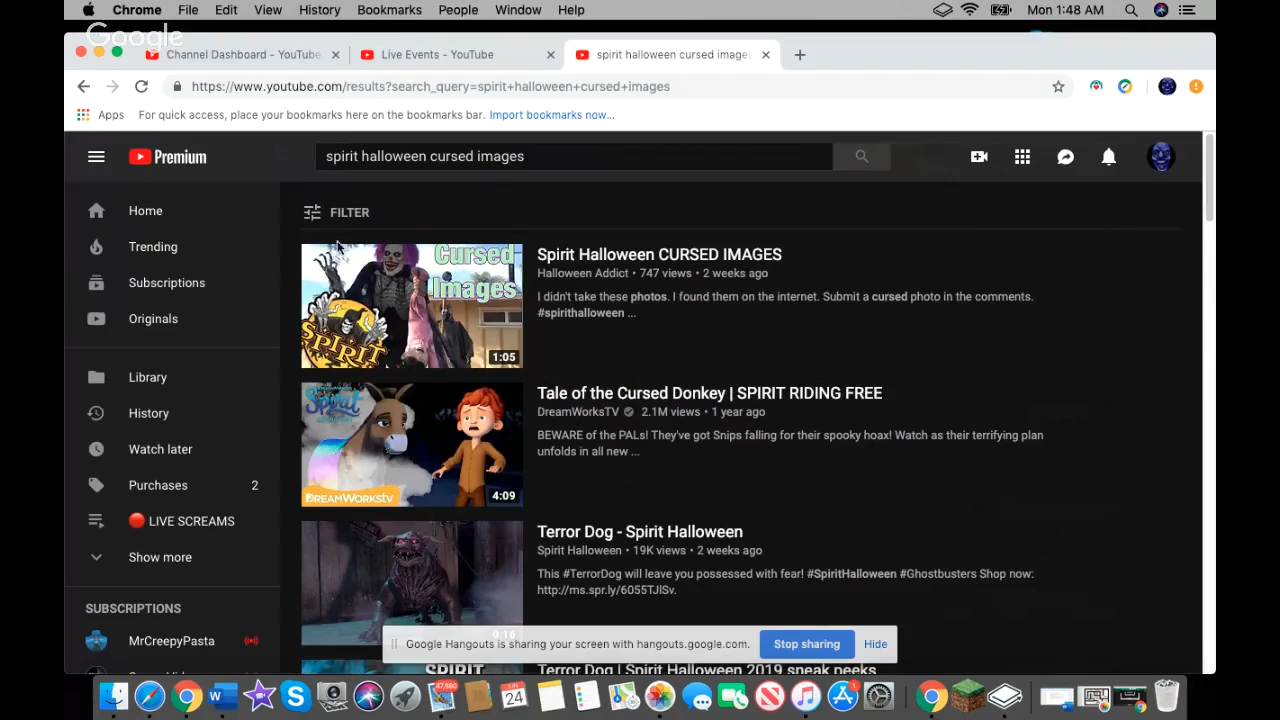 Chrome File Edit View History Bookmarks People Window Help Mon 1:48 AM
Google
Channel Dashboard - YouTube
Live Events - YouTube
spirit halloween cursed images
https://www.youtube.com/results?search_query=spirit+halloween+cursed+images
Apps For quick access, place your bookmarks here on the bookmarks bar. Import bookmarks now...
Premium
spirit halloween cursed images
Home
Trending
Subscriptions
Originals
Library
History
Watch later
Purchases 2
LIVE SCREAMS
Show more
SUBSCRIPTIONS
MrCreepyPasta
FILTER
Cursed
Images
SPIRIT
1:05
Spirit Halloween CURSED IMAGES
Halloween Addict • 747 views • 2 weeks ago
I didn't take these photos. I found them on the internet. Submit a cursed photo in the comments.
#spirithalloween ...
Spirit
DREAMWORKSTV
4:09
Tale of the Cursed Donkey | SPIRIT RIDING FREE
DreamWorksTV 2.1M views • 1 year ago
BEWARE of the PALs! They've got Snips falling for their spooky hoax! Watch as their terrifying plan
unfolds in all new ...
Terror Dog - Spirit Halloween
Spirit Halloween • 19K views • 2 weeks ago
This #TerrorDog will leave you possessed with fear! #SpiritHalloween #Ghostbusters Shop now:
Google Hangouts is sharing your screen with hangouts.google.com. Stop sharing Hide
SPIRIT
Terror Dog | Spirit Halloween 2019 sneak peeks
JUN
24